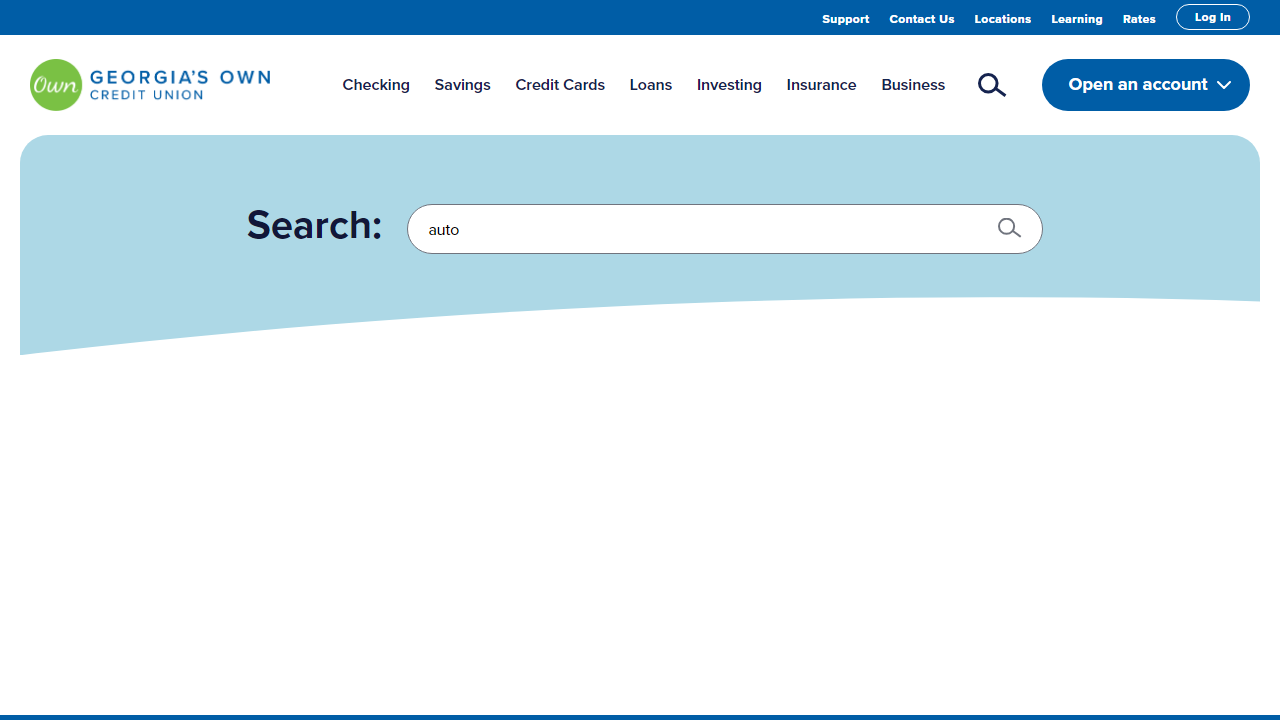 Support Contact Us Locations Learning Rates Log In
Own GEORGIA'S OWN
CREDIT UNION
Checking Savings Credit Cards Loans Investing Insurance Business Open an account
Search: auto